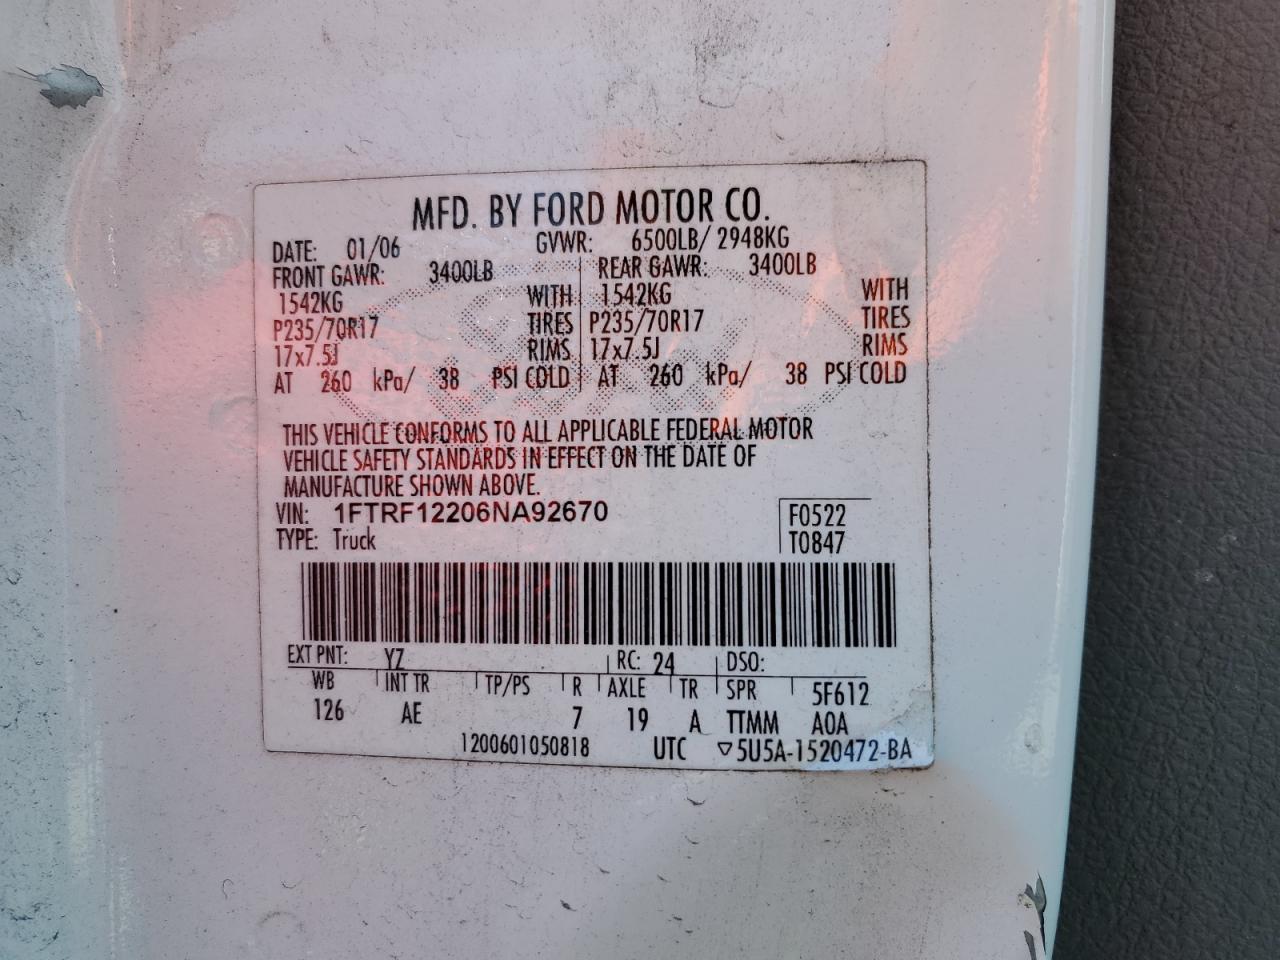 MFD. BY FORD MOTOR CO.
DATE: 01/06 GVWR: 6500LB/ 2948KG
FRONT GAWR: 3400LB REAR GAWR: 3400LB
1542KG WITH 1542KG WITH
P235/70R17 TIRES P235/70R17 TIRES
17x7.5J RIMS 17x7.5J RIMS
AT 260 kPa/ 38 PSI COLD AT 260 kPa/ 38 PSI COLD
THIS VEHICLE CONFORMS TO ALL APPLICABLE FEDERAL MOTOR
VEHICLE SAFETY STANDARDS IN EFFECT ON THE DATE OF
MANUFACTURE SHOWN ABOVE.
VIN: 1FTRF12206NA92670 F0522
TYPE: Truck T0847
EXT PNT: YZ RC: 24 DSO:
WB INT TR TP/PS R AXLE TR SPR 5F612
126 AE 7 19 A TTMM AOA
1200601050818 UTC ▽5U5A-1520472-BA